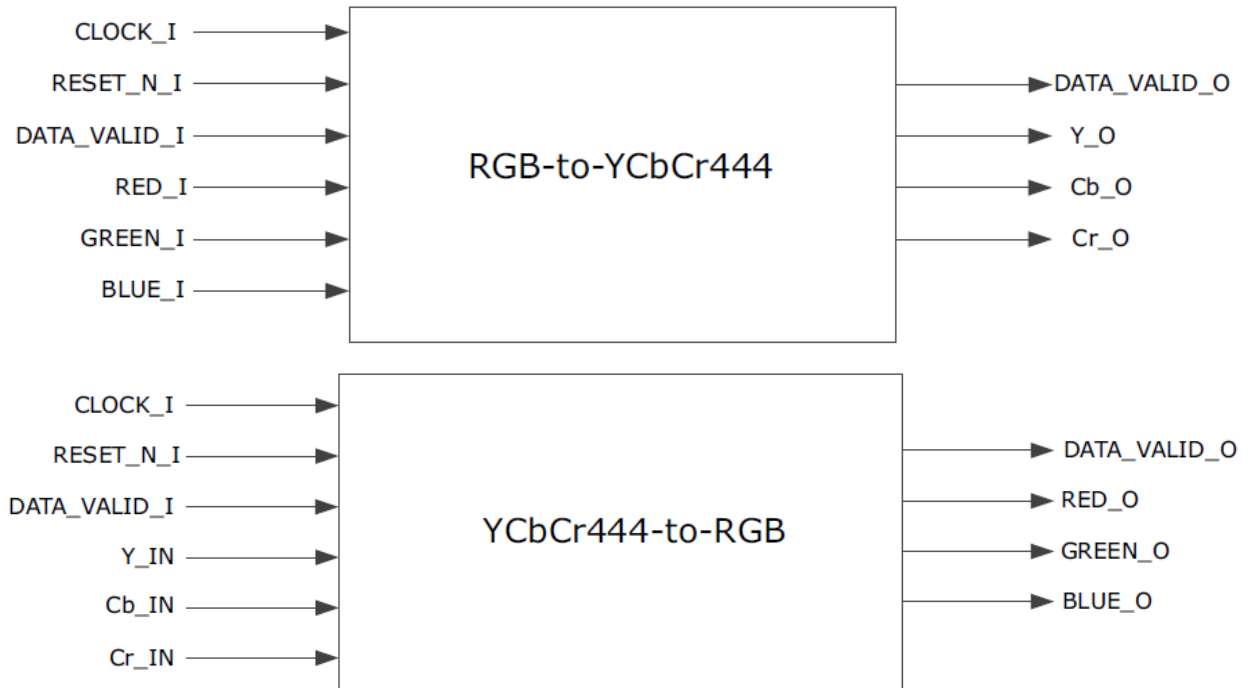 CLOCK_I
RESET_N_I
DATA_VALID_I
RED_I
GREEN_I
BLUE_I
RGB-to-YCbCr444
DATA_VALID_O
Y_O
Cb_O
Cr_O
CLOCK_I
RESET_N_I
DATA_VALID_I
Y_IN
Cb_IN
Cr_IN
YCbCr444-to-RGB
DATA_VALID_O
RED_O
GREEN_O
BLUE_O